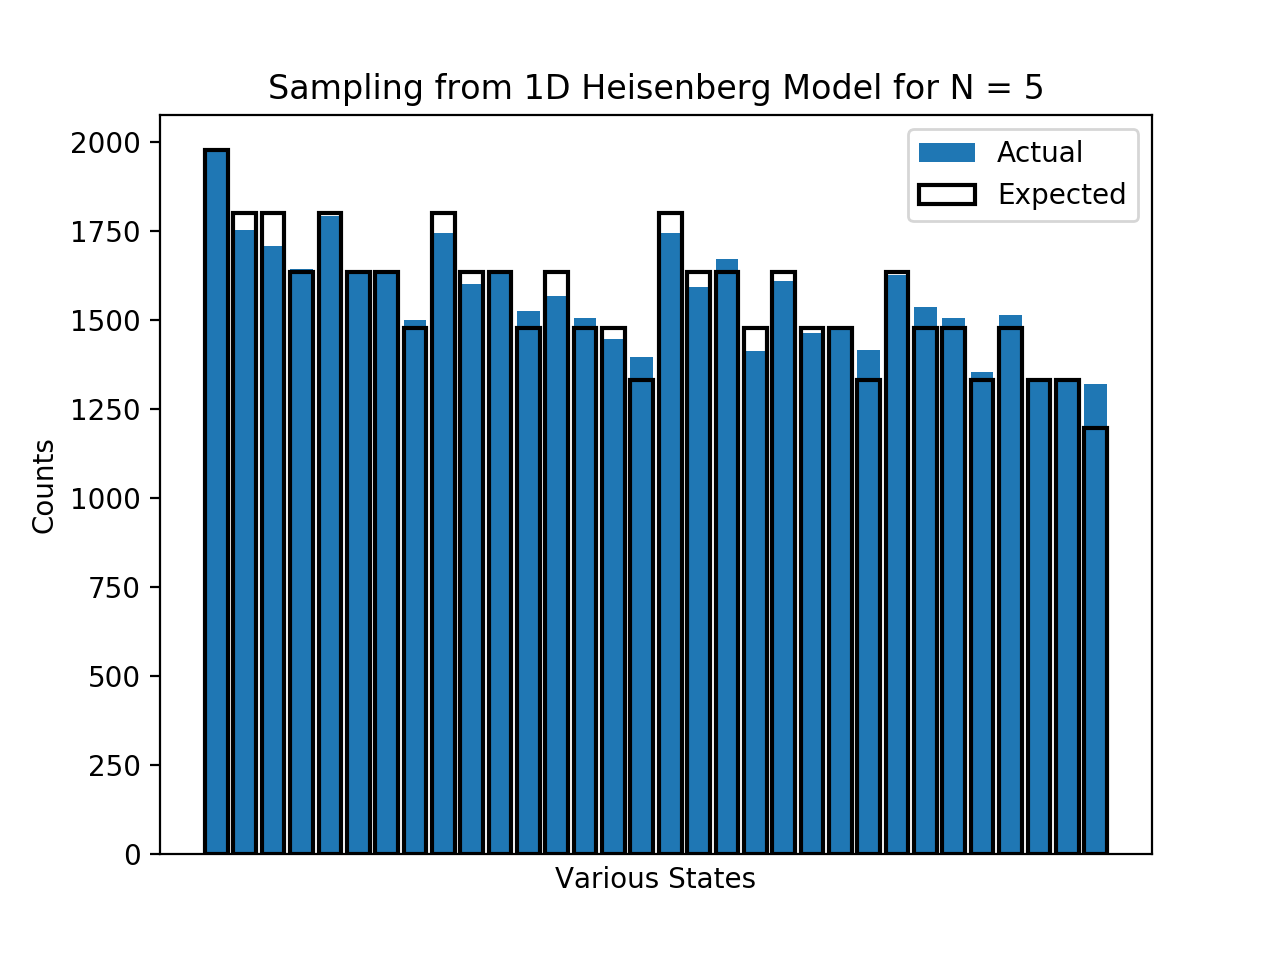 Sampling from 1D Heisenberg Model for N = 5
Actual
Expected
2000
1750
1500
1250
1000
750
500
250
0
Counts
Various States